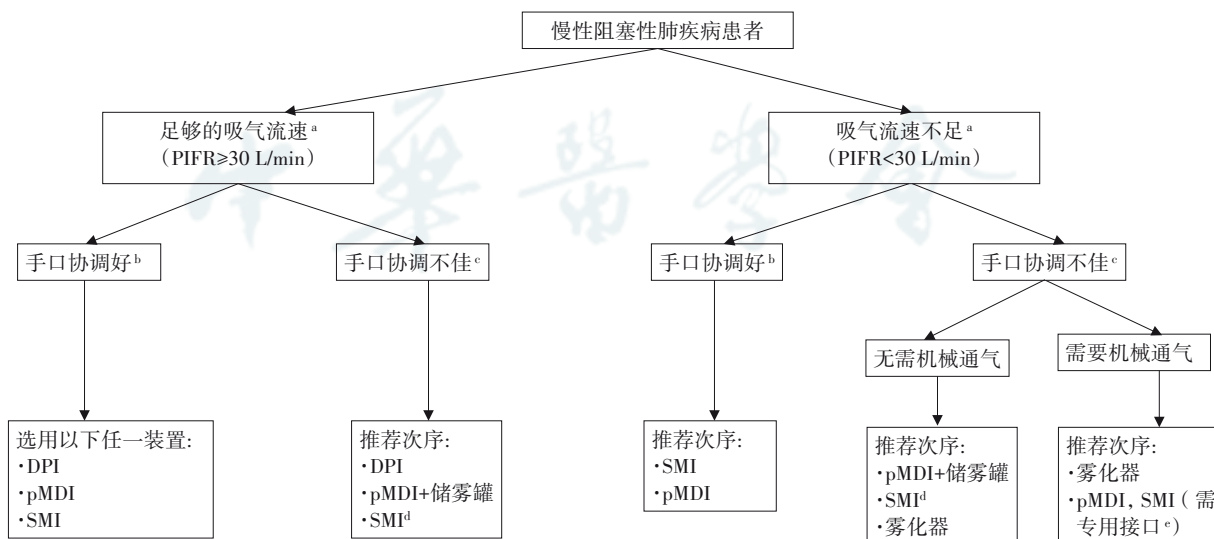 慢性阻塞性肺疾病患者
足够的吸气流速a
（PIFR≥30 L/min）
吸气流速不足a
（PIFR<30 L/min）
中华医学会
手口协调好b
手口协调不佳c
手口协调好b
手口协调不佳c
无需机械通气
需要机械通气
选用以下任一装置:
·DPI
·pMDI
·SMI
推荐次序:
·DPI
·pMDI+储雾罐
·SMId
推荐次序:
·SMI
·pMDI
推荐次序:
·pMDI+储雾罐
·SMId
·雾化器
推荐次序:
·雾化器
·pMDI, SMI（需
专用接口e）